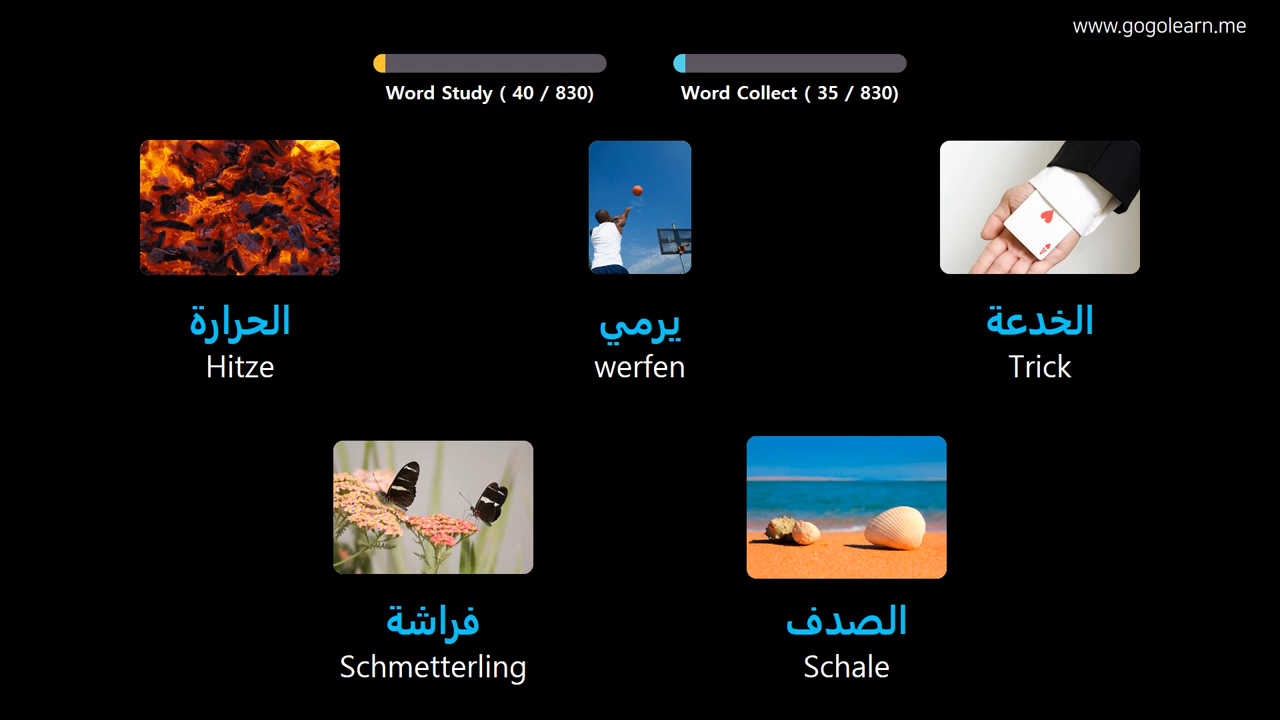 www.gogolearn.me
Word Study ( 40 / 830)
Word Collect ( 35 / 830)
الحرارة
Hitze
يرمي
werfen
الخدعة
Trick
فراشة
Schmetterling
الصدف
Schale